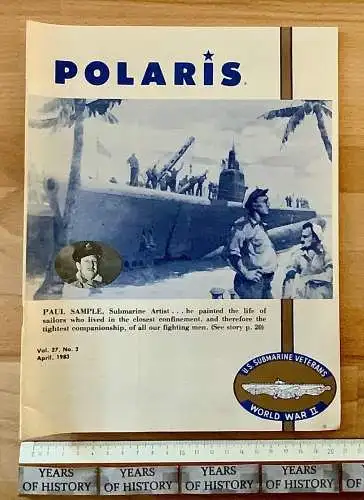 POLARIS
PAUL SAMPLE, Submarine Artist . . . he painted the life of
sailors who lived in the closest confinement, and therefore the
tightest companionship, of all our fighting men. (See story p. 20)
Vol. 27, No. 2
April, 1983
U.S. SUBMARINE VETERANS
WORLD WAR II
YEARS OF HISTORY
YEARS OF HISTORY
YEARS OF HISTORY
YEARS OF HISTORY